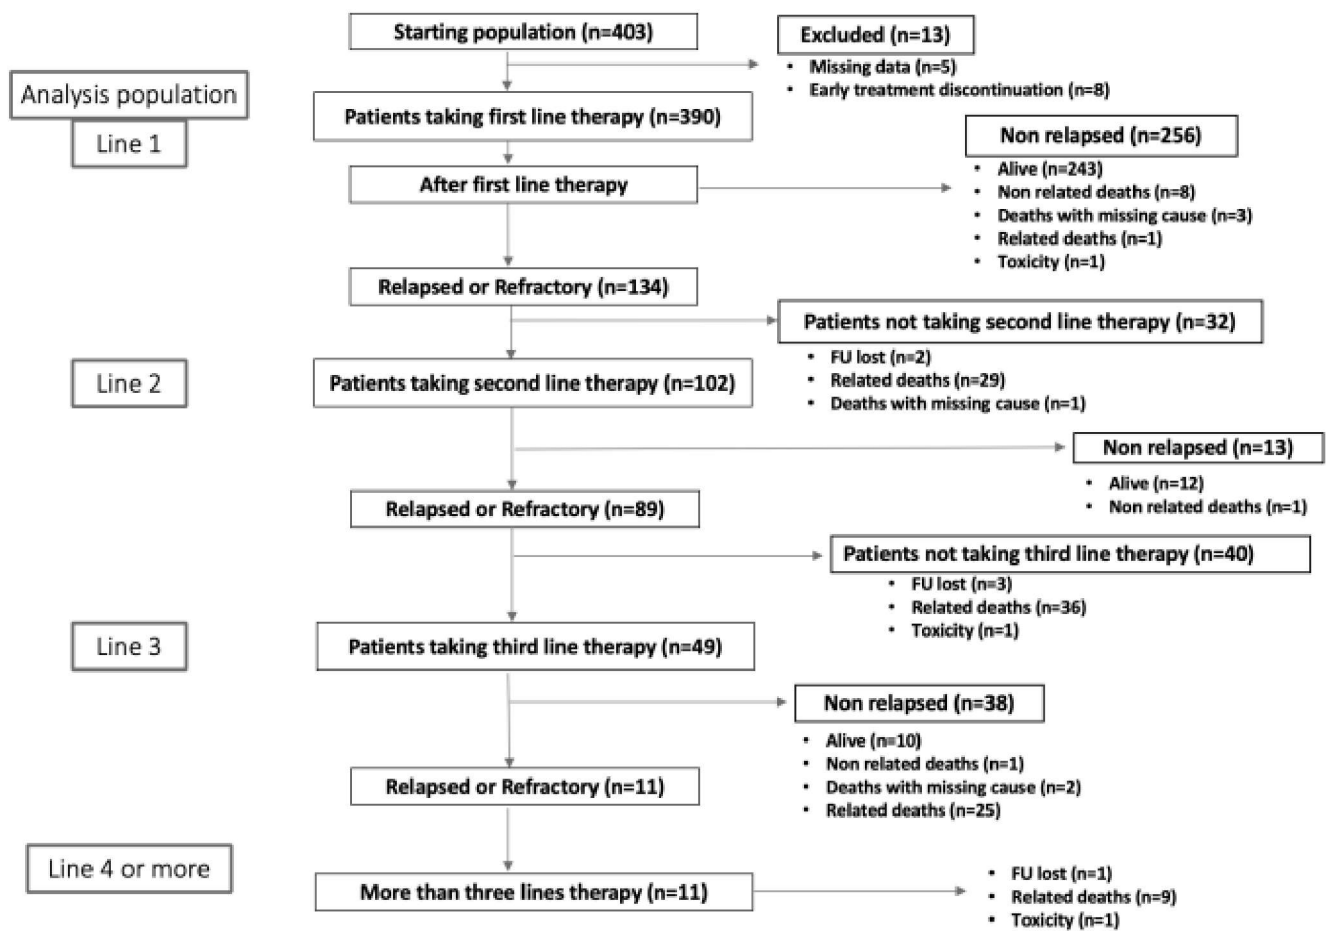 Starting population (n=403)
Excluded (n=13)
• Missing data (n=5)
• Early treatment discontinuation (n=8)
Analysis population
Patients taking first line therapy (n=390)
Line 1
Non relapsed (n=256)
• Alive (n=243)
• Non related deaths (n=8)
• Deaths with missing cause (n=3)
• Related deaths (n=1)
• Toxicity (n=1)
After first line therapy
Relapsed or Refractory (n=134)
Patients not taking second line therapy (n=32)
• FU lost (n=2)
• Related deaths (n=29)
• Deaths with missing cause (n=1)
Line 2
Patients taking second line therapy (n=102)
Non relapsed (n=13)
• Alive (n=12)
• Non related deaths (n=1)
Relapsed or Refractory (n=89)
Patients not taking third line therapy (n=40)
• FU lost (n=3)
• Related deaths (n=36)
• Toxicity (n=1)
Line 3
Patients taking third line therapy (n=49)
Non relapsed (n=38)
• Alive (n=10)
• Non related deaths (n=1)
• Deaths with missing cause (n=2)
• Related deaths (n=25)
Relapsed or Refractory (n=11)
Line 4 or more
More than three lines therapy (n=11)
• FU lost (n=1)
• Related deaths (n=9)
• Toxicity (n=1)